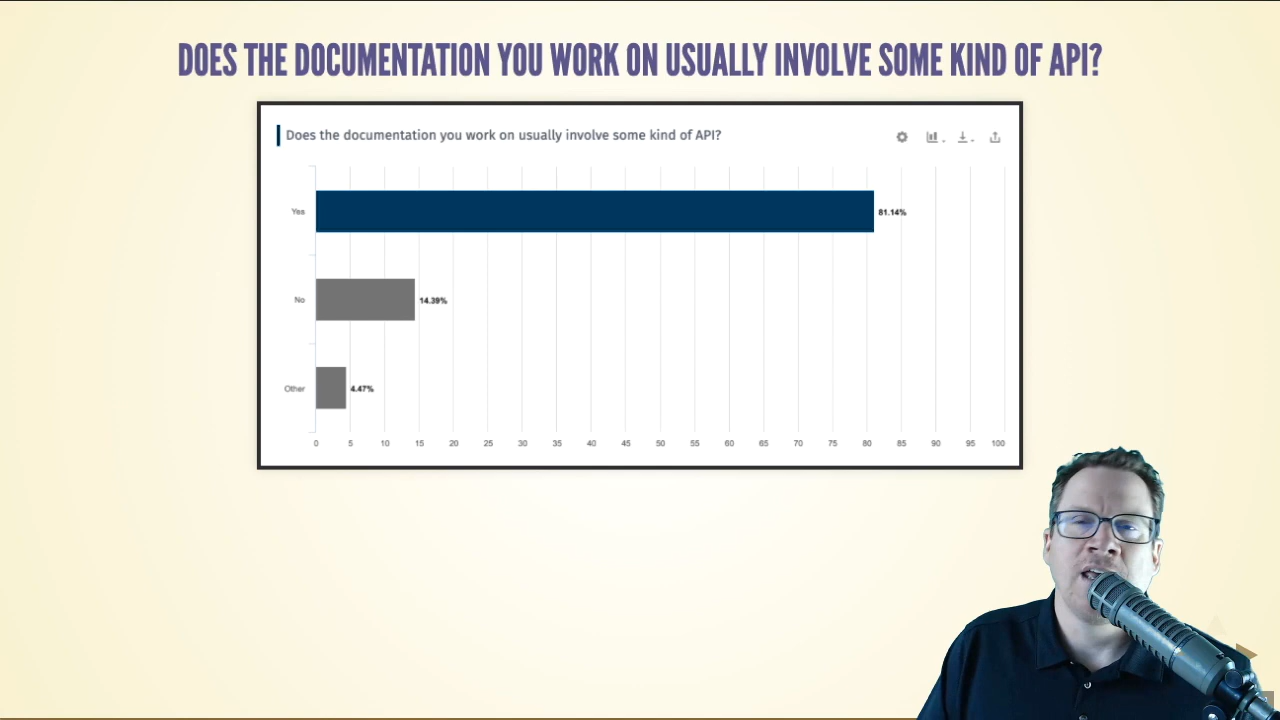 DOES THE DOCUMENTATION YOU WORK ON USUALLY INVOLVE SOME KIND OF API?
Does the documentation you work on usually involve some kind of API?
Yes
81.14%
No
14.39%
Other
4.47%
0 5 10 15 20 25 30 35 40 45 50 55 60 65 70 75 80 85 90 95 100